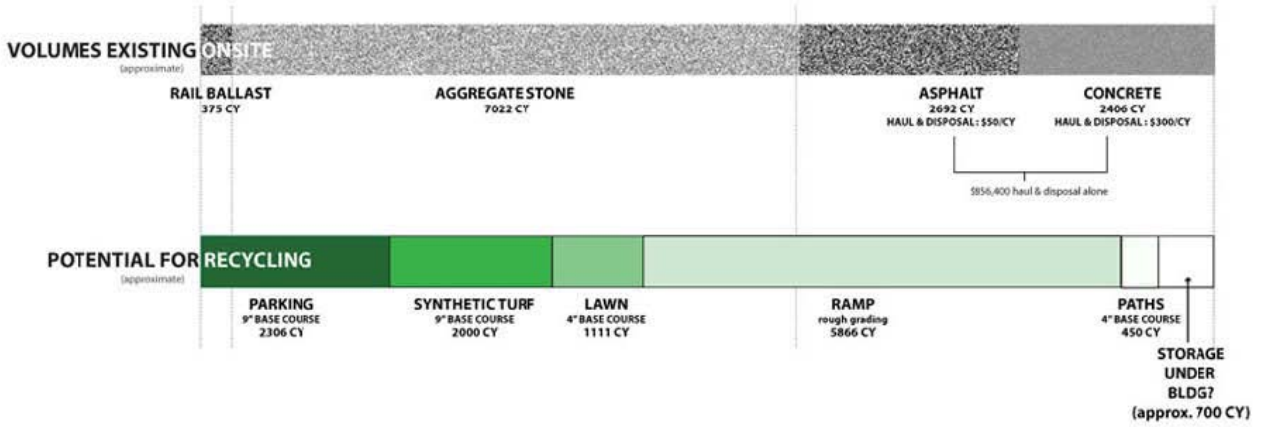 VOLUMES EXISTING ONSITE
(approximate)
RAIL BALLAST
375 CY
AGGREGATE STONE
7022 CY
ASPHALT
2692 CY
HAUL & DISPOSAL: $50/CY
CONCRETE
2406 CY
HAUL & DISPOSAL: $300/CY
$856,400 haul & disposal alone
POTENTIAL FOR RECYCLING
(approximate)
PARKING
9" BASE COURSE
2306 CY
SYNTHETIC TURF
9" BASE COURSE
2000 CY
LAWN
4" BASE COURSE
1111 CY
RAMP
rough grading
5866 CY
PATHS
4" BASE COURSE
450 CY
STORAGE
UNDER
BLDG?
(approx. 700 CY)